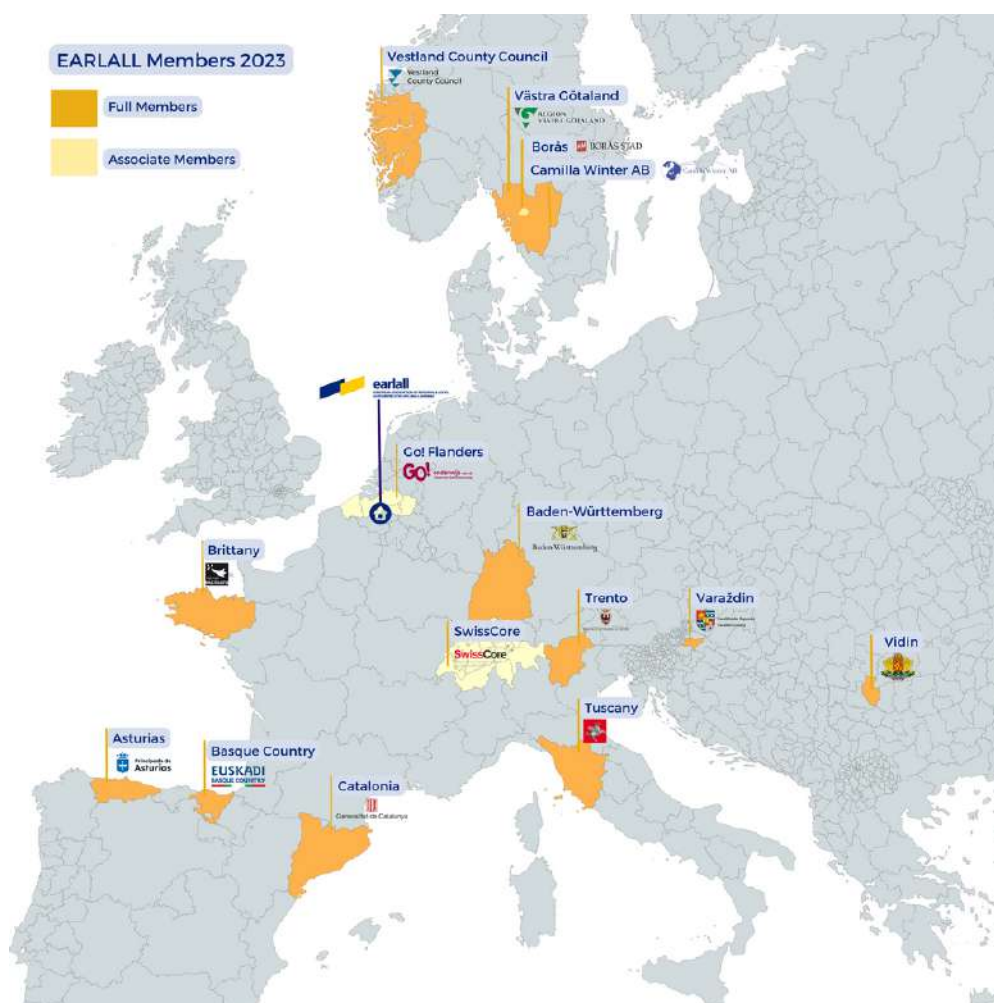 EARLALL Members 2023
Full Members
Associate Members
Vestland County Council
Vestland
County Council
Västra Götaland
REGION
VÄSTRA GÖTALAND
Borås
BORÅS STAD
Camilla Winter AB
earlall
Go! Flanders
GO! onderwijs
Baden-Württemberg
Baden-Württemberg
Brittany
Trento
Varaždin
SwissCore
SwissCore
Vidin
Tuscany
Asturias
Principado de
Asturias
Basque Country
EUSKADI
BASQUE COUNTRY
Catalonia
Generalitat de Catalunya